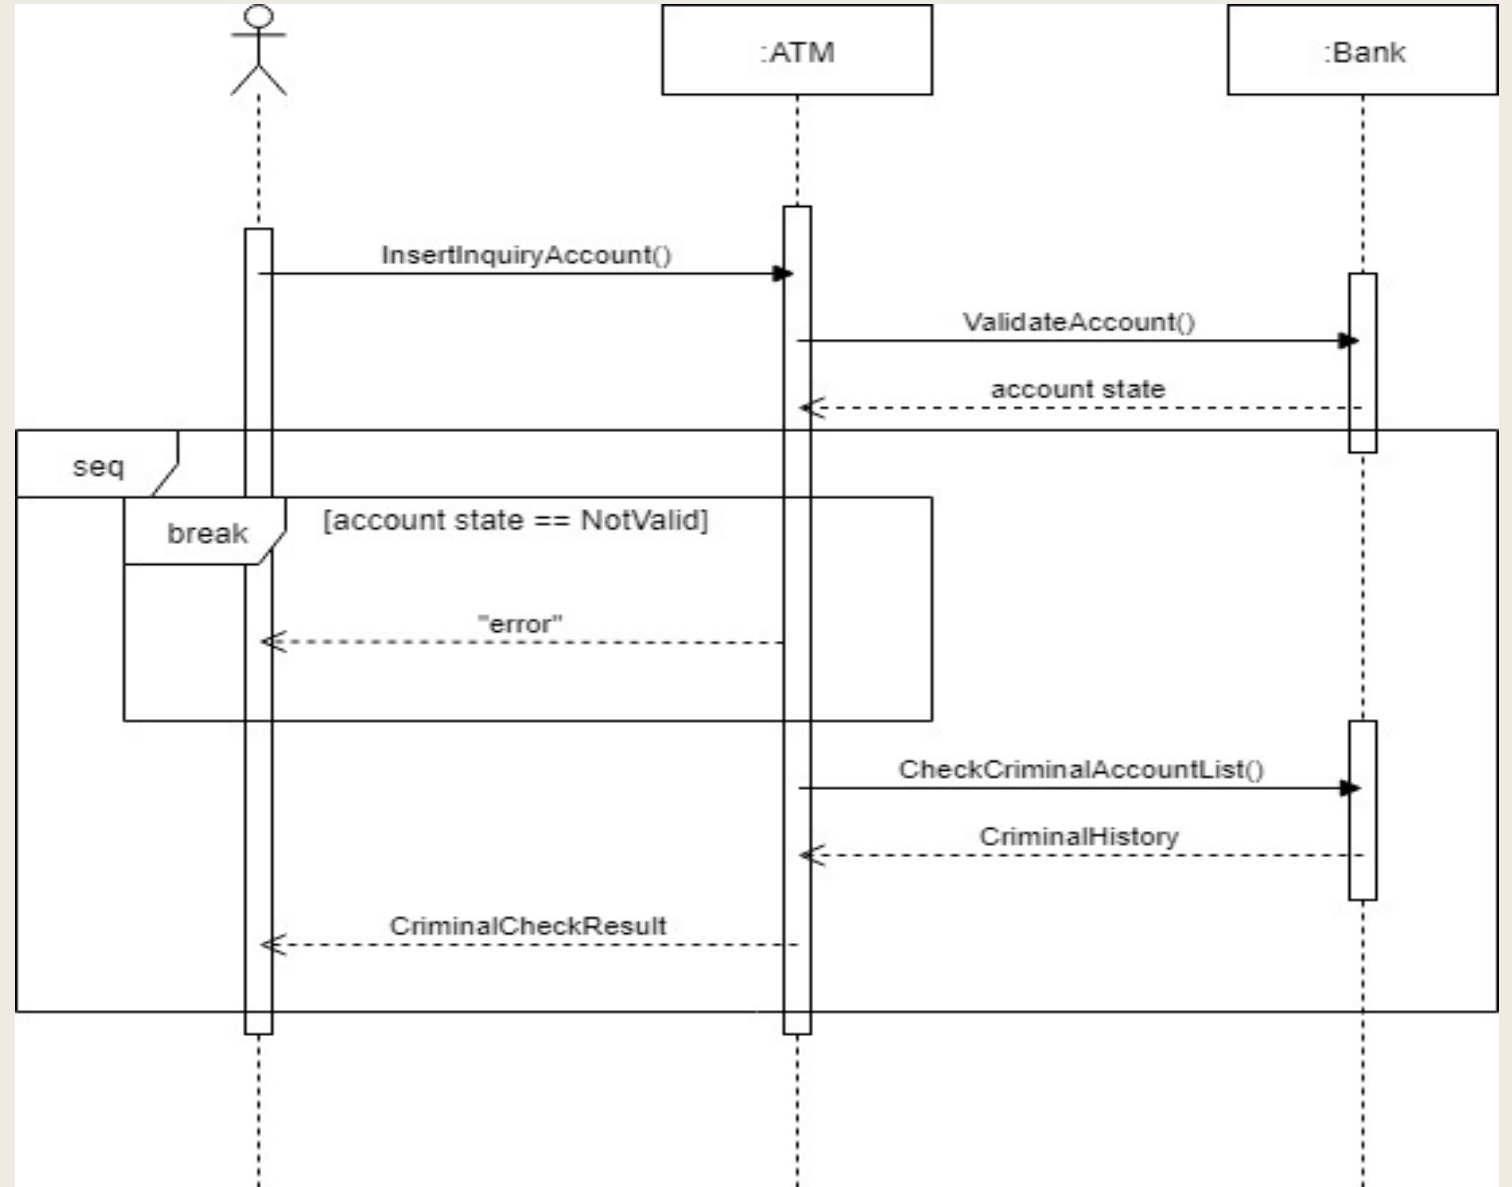 :ATM
:Bank
InsertInquiryAccount()
ValidateAccount()
account state
seq
break
[account state == NotValid]
"error"
CheckCriminalAccountList()
CriminalHistory
CriminalCheckResult